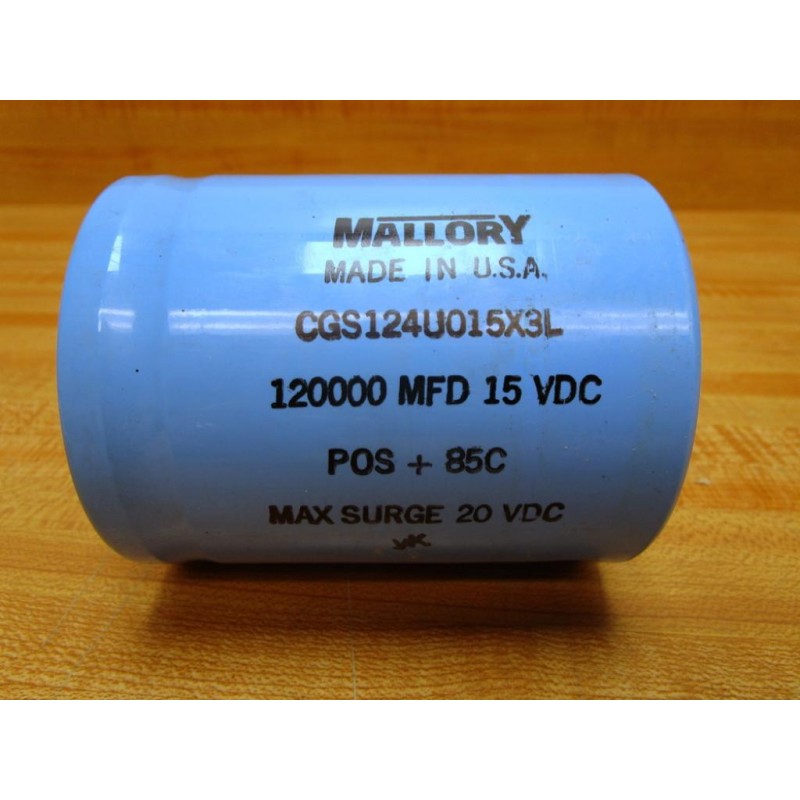 MALLORY
MADE IN U.S.A.
CGS124U015X3L
120000 MFD 15 VDC
POS + 85C
MAX SURGE 20 VDC